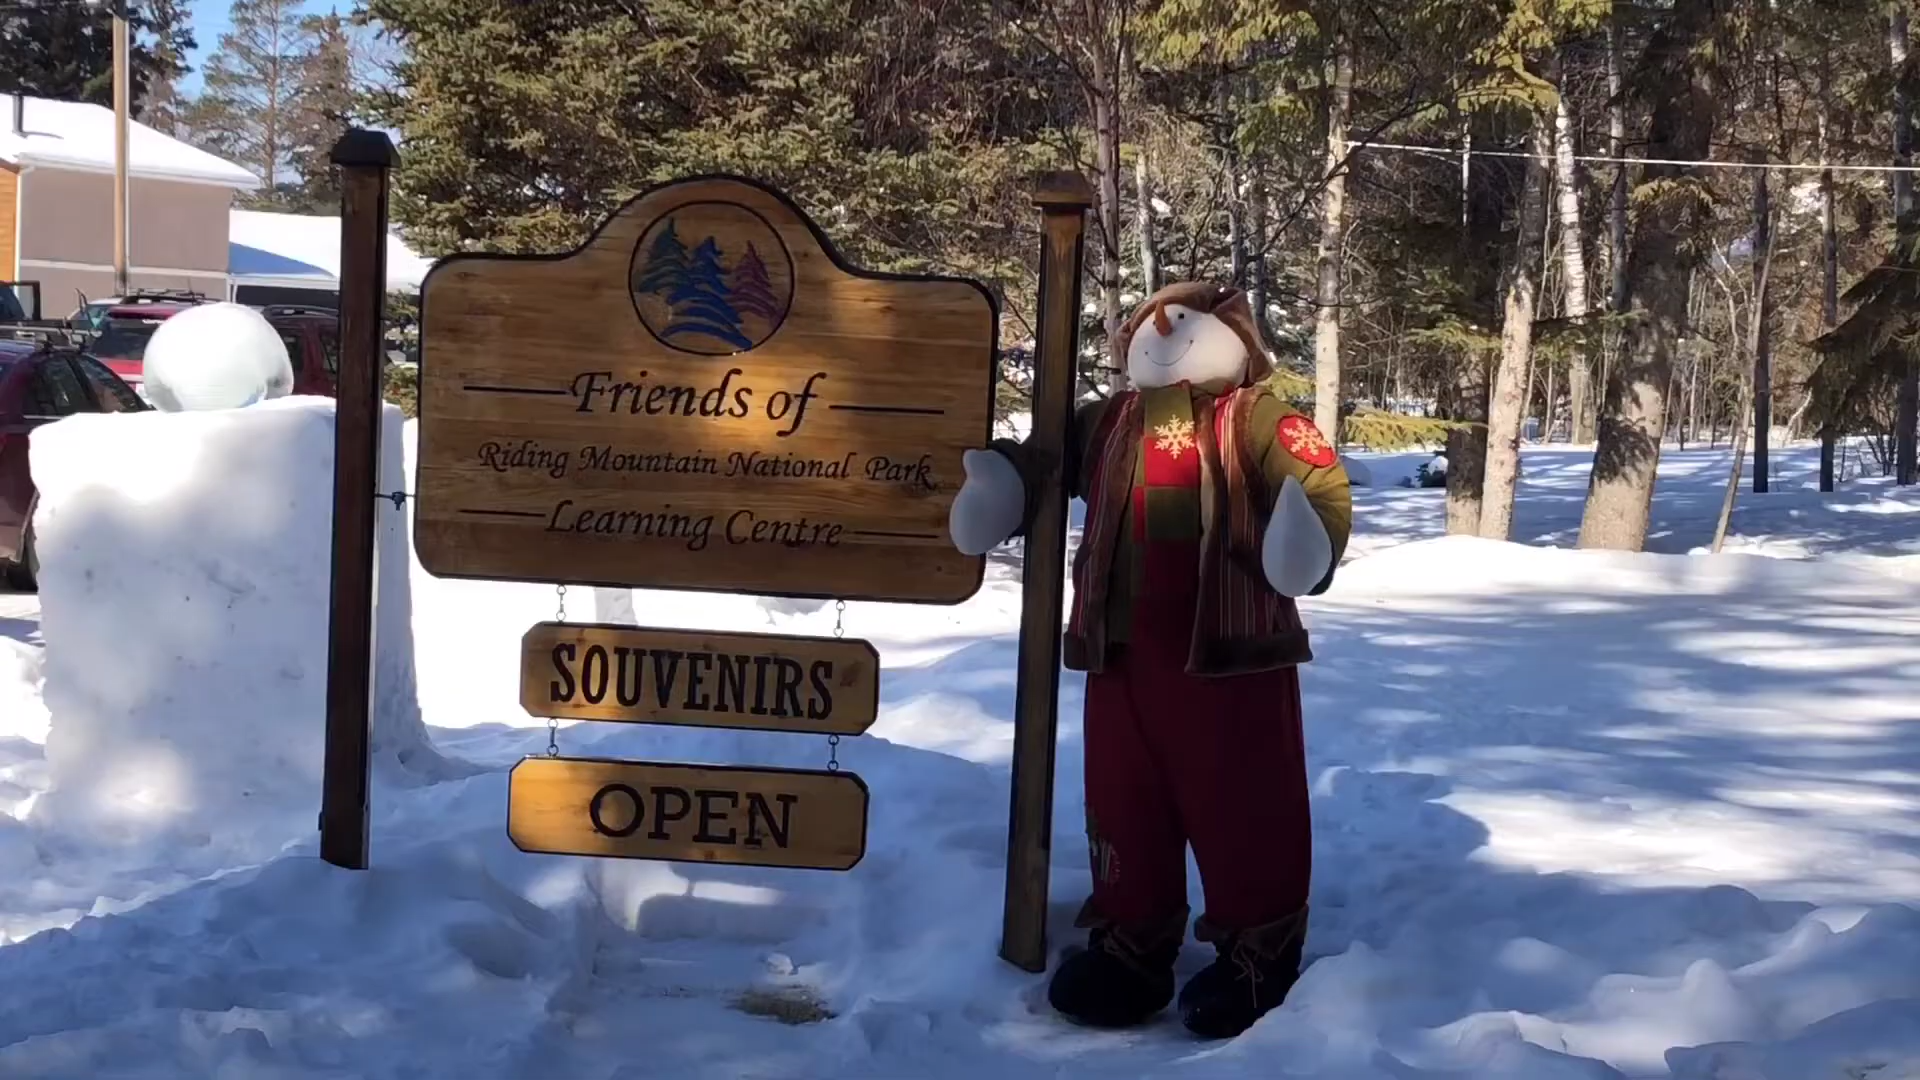 Friends of
Riding Mountain National Park
Learning Centre
SOUVENIRS
OPEN